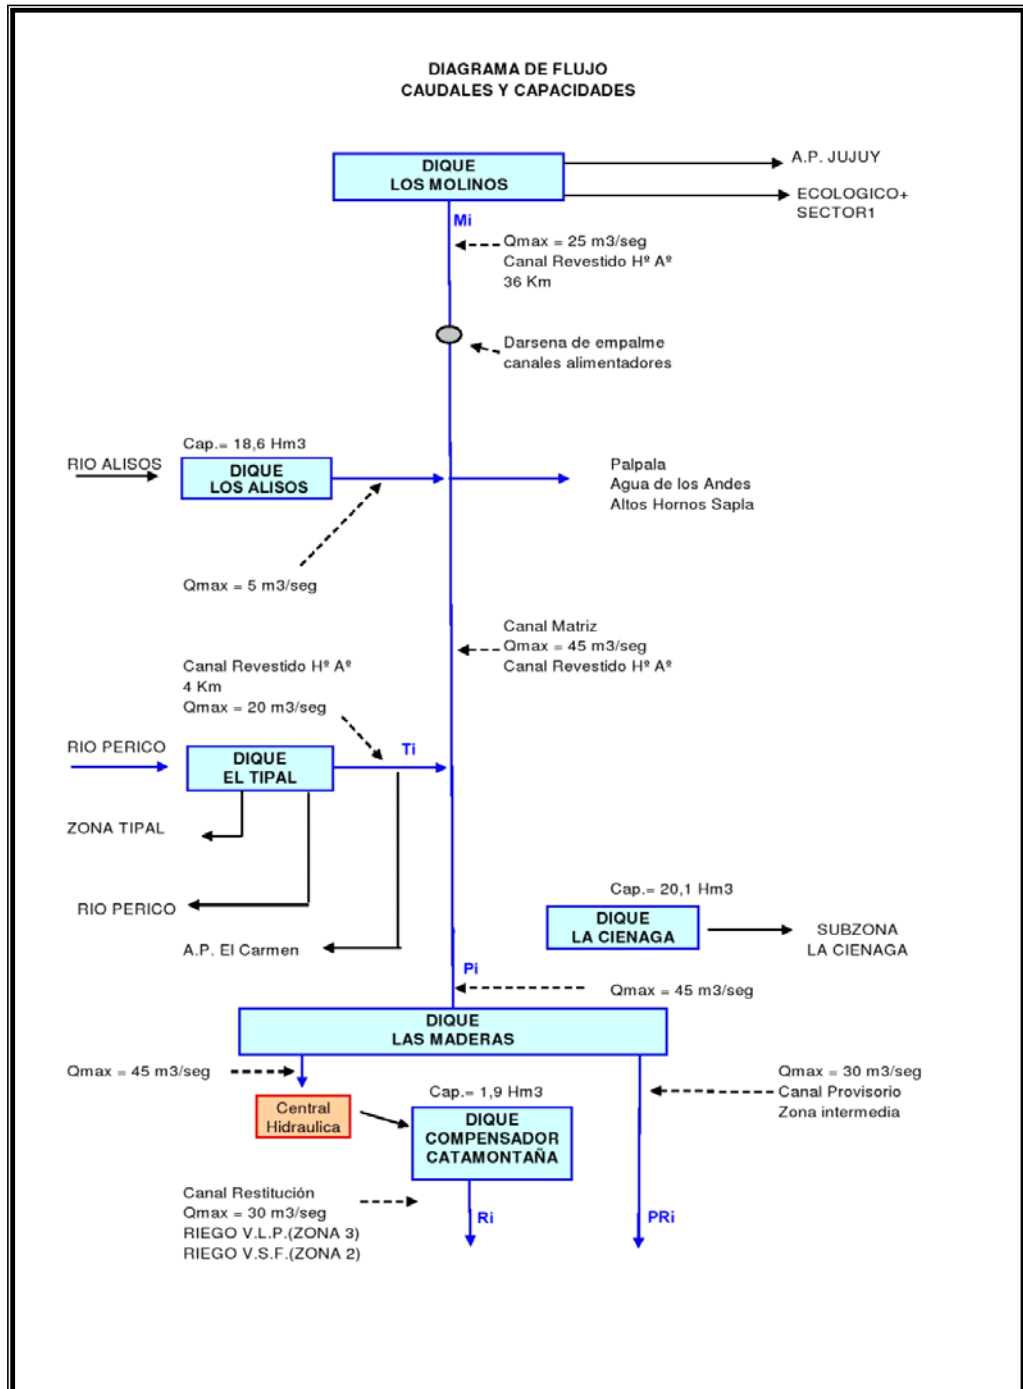 DIAGRAMA DE FLUJO
CAUDALES Y CAPACIDADES
DIQUE
LOS MOLINOS
A.P. JUJUY
ECOLOGICO+
SECTOR1
Mi
Qmax = 25 m3/seg
Canal Revestido Hº Aº
36 Km
Darsena de empalme
canales alimentadores
Cap.= 18,6 Hm3
RIO ALISOS
DIQUE
LOS ALISOS
Palpala
Agua de los Andes
Altos Hornos Sapla
Qmax = 5 m3/seg
Canal Matriz
Qmax = 45 m3/seg
Canal Revestido Hº Aº
Canal Revestido Hº Aº
4 Km
Qmax = 20 m3/seg
RIO PERICO
DIQUE
EL TIPAL
Ti
ZONA TIPAL
RIO PERICO
A.P. El Carmen
Cap.= 20,1 Hm3
DIQUE
LA CIENAGA
SUBZONA
LA CIENAGA
Pi
Qmax = 45 m3/seg
DIQUE
LAS MADERAS
Qmax = 45 m3/seg
Qmax = 30 m3/seg
Canal Provisorio
Zona intermedia
Central
Hidraulica
Cap.= 1,9 Hm3
DIQUE
COMPENSADOR
CATAMONTAÑA
Canal Restitución
Qmax = 30 m3/seg
RIEGO V.L.P.(ZONA 3)
RIEGO V.S.F.(ZONA 2)
Ri
PRi